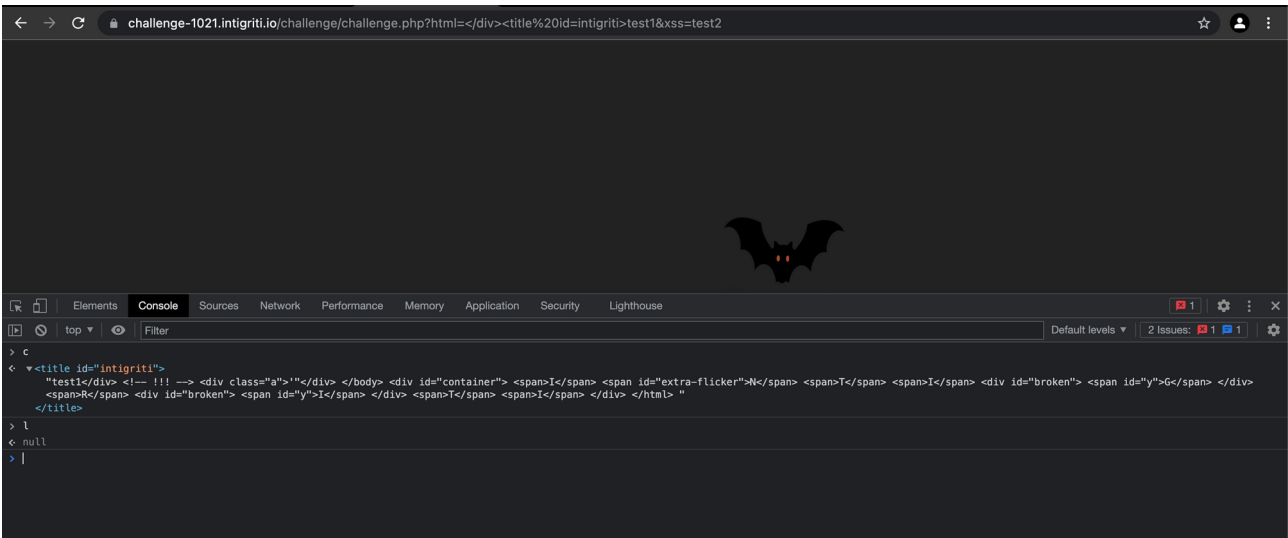 challenge-1021.intigriti.io/challenge/challenge.php?html=</div><title%20id=intigriti>test1&xss=test2
Elements Console Sources Network Performance Memory Application Security Lighthouse 1
top ▼ Filter Default levels ▼ 2 Issues: 1 1
> c
<title id="intigriti">
"test1</div> <!-- !!! --> <div class="a">'"</div> </body> <div id="container"> <span>I</span> <span id="extra-flicker">N</span> <span>T</span> <span>I</span> <div id="broken"> <span id="y">G</span> </div>
<span>R</span> <div id="broken"> <span id="y">I</span> </div> <span>T</span> <span>I</span> </div> </html> "
</title>
> l
null
>